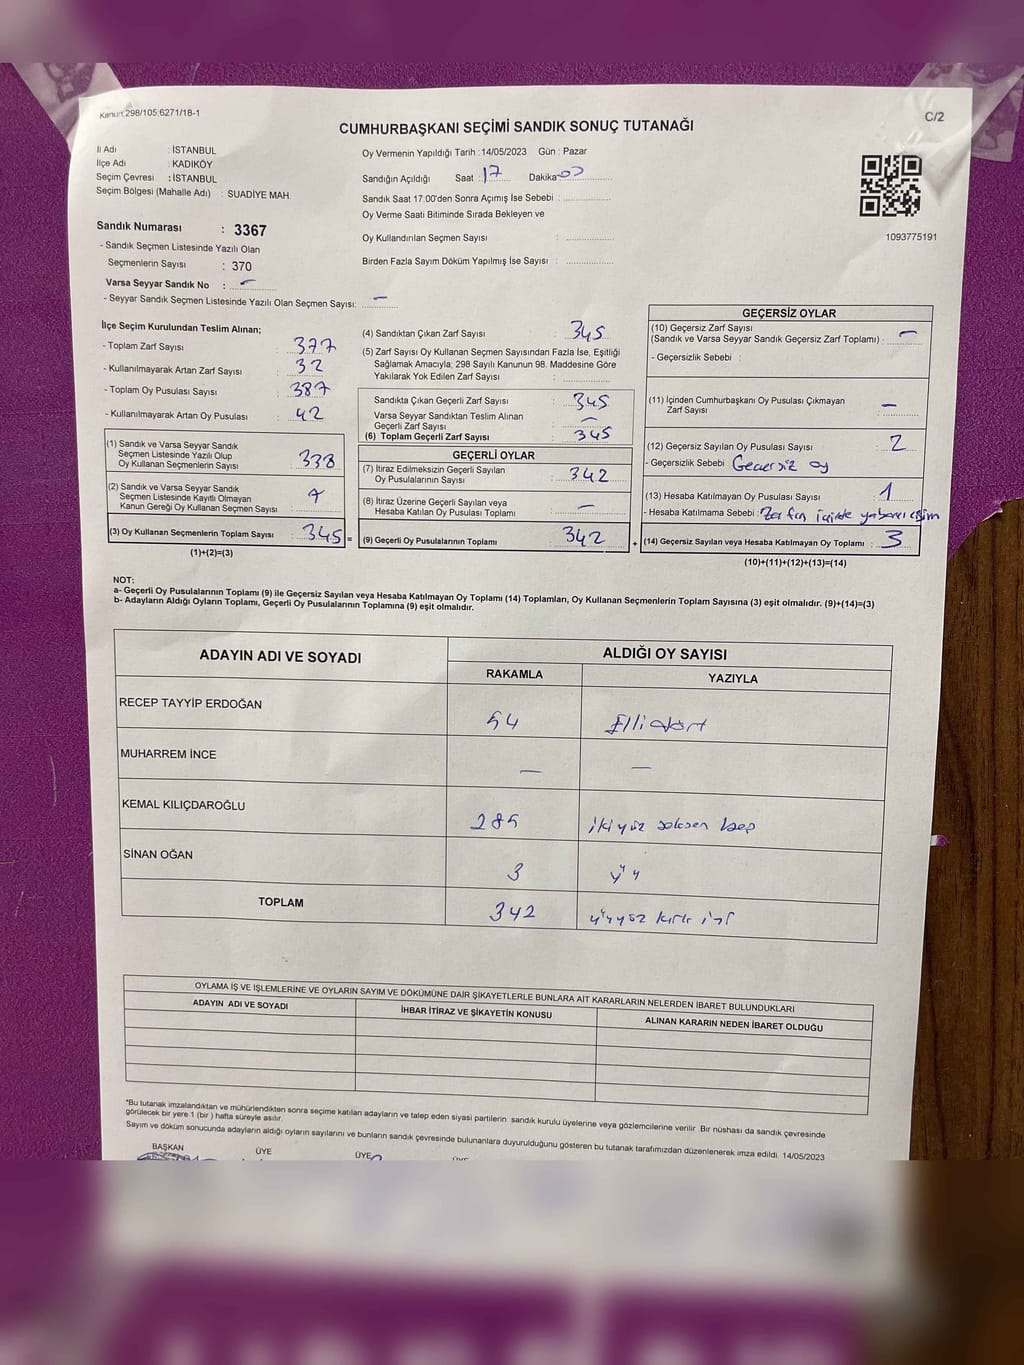 Kanun;298/105;6271/18-1
C/2
CUMHURBAŞKANI SEÇİMİ SANDIK SONUÇ TUTANAĞI
İl Adı : İSTANBUL
İlçe Adı : KADIKÖY
Seçim Çevresi : İSTANBUL
Seçim Bölgesi (Mahalle Adı) : SUADİYE MAH.
Sandık Numarası : 3367
- Sandık Seçmen Listesinde Yazılı Olan
Seçmenlerin Sayısı : 370
Varsa Seyyar Sandık No : -
- Seyyar Sandık Seçmen Listesinde Yazılı Olan Seçmen Sayısı: -
Oy Vermenin Yapıldığı Tarih :14/05/2023 Gün : Pazar
Sandığın Açıldığı Saat : 17 Dakika 00
Sandık Saat 17.00'den Sonra Açımış İse Sebebi :
Oy Verme Saati Bitiminde Sırada Bekleyen ve
Oy Kullandırılan Seçmen Sayısı :
Birden Fazla Sayım Döküm Yapılmış İse Sayısı :
1093775191
İlçe Seçim Kurulundan Teslim Alınan;
- Toplam Zarf Sayısı : 377
- Kullanılmayarak Artan Zarf Sayısı : 32
- Toplam Oy Pusulası Sayısı : 387
- Kullanılmayarak Artan Oy Pusulası : 42
(1) Sandık ve Varsa Seyyar Sandık
Seçmen Listesinde Yazılı Olup
Oy Kullanan Seçmenlerin Sayısı : 338
(2) Sandık ve Varsa Seyyar Sandık
Seçmen Listesinde Kayıtlı Olmayan
Kanun Gereği Oy Kullanan Seçmen Sayısı : 7
(3) Oy Kullanan Seçmenlerin Toplam Sayısı : 345 =
(1)+(2)=(3)
(4) Sandıktan Çıkan Zarf Sayısı : 345
(5) Zarf Sayısı Oy Kullanan Seçmen Sayısından Fazla İse, Eşitliği
Sağlamak Amacıyla; 298 Sayılı Kanunun 98. Maddesine Göre
Yakılarak Yok Edilen Zarf Sayısı :
Sandıkta Çıkan Geçerli Zarf Sayısı : 345
Varsa Seyyar Sandıktan Teslim Alınan
Geçerli Zarf Sayısı : -
(6) Toplam Geçerli Zarf Sayısı : 345
GEÇERLİ OYLAR
(7) İtiraz Edilmeksizin Geçerli Sayılan
Oy Pusulalarının Sayısı : 342
(8) İtiraz Üzerine Geçerli Sayılan veya
Hesaba Katılan Oy Pusulası Toplamı : -
(9) Geçerli Oy Pusulalarının Toplamı : 342 +
GEÇERSİZ OYLAR
(10) Geçersiz Zarf Sayısı
(Sandık ve Varsa Seyyar Sandık Geçersiz Zarf Toplamı) : -
- Geçersizlik Sebebi :
(11) İçinden Cumhurbaşkanı Oy Pusulası Çıkmayan
Zarf Sayısı : -
(12) Geçersiz Sayılan Oy Pusulası Sayısı : 2
- Geçersizlik Sebebi : Geçersiz oy
(13) Hesaba Katılmayan Oy Pusulası Sayısı : 1
- Hesaba Katılmama Sebebi : Zarfın içinde yabancı cisim
(14) Geçersiz Sayılan veya Hesaba Katılmayan Oy Toplamı : 3
(10)+(11)+(12)+(13)=(14)
NOT:
a- Geçerli Oy Pusulalarının Toplamı (9) ile Geçersiz Sayılan veya Hesaba Katılmayan Oy Toplamı (14) Toplamları, Oy Kullanan Seçmenlerin Toplam Sayısına (3) eşit olmalıdır. (9)+(14)=(3)
b- Adayların Aldığı Oyların Toplamı, Geçerli Oy Pusulalarının Toplamına (9) eşit olmalıdır.
ADAYIN ADI VE SOYADI
ALDIĞI OY SAYISI
RAKAMLA YAZIYLA
RECEP TAYYİP ERDOĞAN 54 Ellidört
MUHARREM İNCE — —
KEMAL KILIÇDAROĞLU 285 ikiyüz seksen beş
SİNAN OĞAN 3 üç
TOPLAM 342 üçyüz kırk iki
OYLAMA İŞ VE İŞLEMLERİNE VE OYLARIN SAYIM VE DÖKÜMÜNE DAİR ŞİKAYETLERLE BUNLARA AİT KARARLARIN NELERDEN İBARET BULUNDUKLARI
ADAYIN ADI VE SOYADI İHBAR İTİRAZ VE ŞİKAYETİN KONUSU ALINAN KARARIN NEDEN İBARET OLDUĞU
*Bu tutanak imzalandıktan ve mühürlendikten sonra seçime katılan adayların ve talep eden siyasi partilerin sandık kurulu üyelerine veya gözlemcilerine verilir. Bir nüshası da sandık çevresinde
görülecek bir yere 1 (bir ) hafta süreyle asılır.
Sayım ve döküm sonucunda adayların aldığı oyların sayılarını ve bunların sandık çevresinde bulunanlara duyurulduğunu gösteren bu tutanak tarafımızdan düzenlenerek imza edildi. 14/05/2023
BAŞKAN ÜYE ÜYE